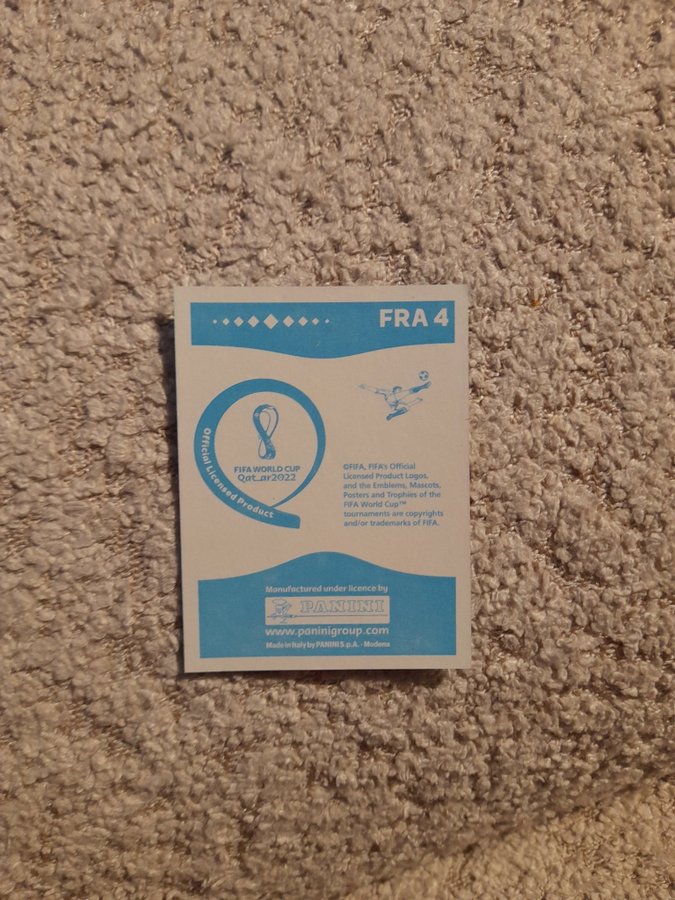 FRA 4
Official Licensed Product
FIFA WORLD CUP
Qatar2022
©FIFA, FIFA's Official
Licensed Product Logos,
and the Emblems, Mascots,
Posters and Trophies of the
FIFA World Cup™
tournaments are copyrights
and/or trademarks of FIFA.
Manufactured under licence by
PANINI
www.paninigroup.com
Made in Italy by PANINI S.p.A. - Modena